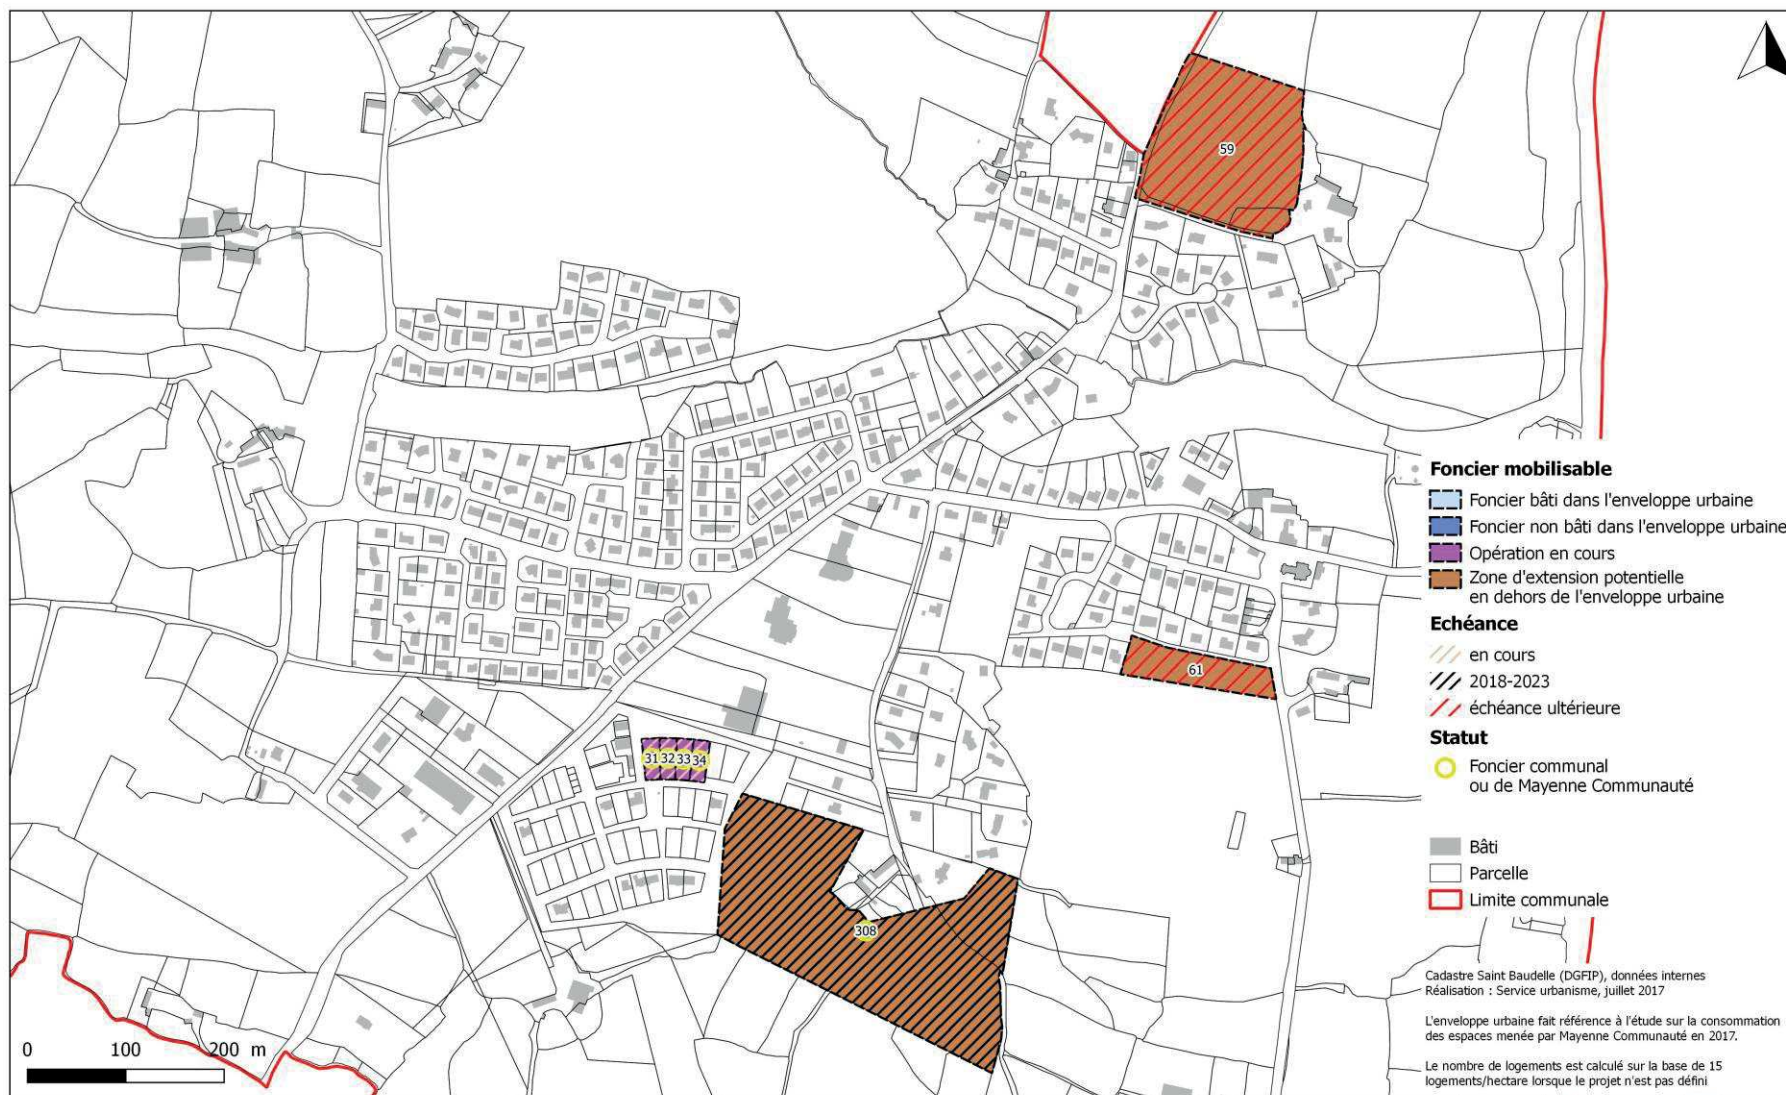 59
61
31 32 33 34
308
0 100 200 m
Foncier mobilisable
Foncier bâti dans l'enveloppe urbaine
Foncier non bâti dans l'enveloppe urbaine
Opération en cours
Zone d'extension potentielle
en dehors de l'enveloppe urbaine
Echéance
en cours
2018-2023
échéance ultérieure
Statut
Foncier communal
ou de Mayenne Communauté
Bâti
Parcelle
Limite communale
Cadastre Saint Baudelle (DGFIP), données internes
Réalisation : Service urbanisme, juillet 2017
L'enveloppe urbaine fait référence à l'étude sur la consommation
des espaces menée par Mayenne Communauté en 2017.
Le nombre de logements est calculé sur la base de 15
logements/hectare lorsque le projet n'est pas défini